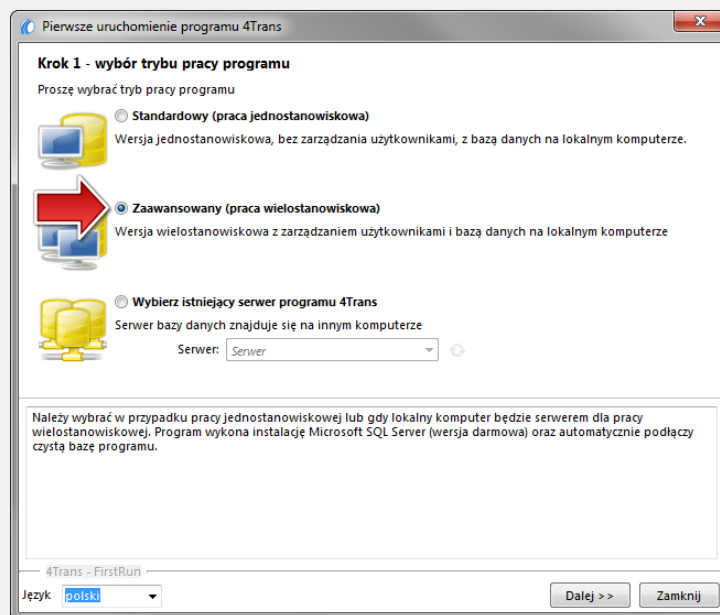 Pierwsze uruchomienie programu 4Trans
Krok 1 - wybór trybu pracy programu
Proszę wybrać tryb pracy programu
Standardowy (praca jednostanowiskowa)
Wersja jednostanowiskowa, bez zarządzania użytkownikami, z bazą danych na lokalnym komputerze.
Zaawansowany (praca wielostanowiskowa)
Wersja wielostanowiskowa z zarządzaniem użytkownikami i bazą danych na lokalnym komputerze
Wybierz istniejący serwer programu 4Trans
Serwer bazy danych znajduje się na innym komputerze
Serwer: Serwer
Należy wybrać w przypadku pracy jednostanowiskowej lub gdy lokalny komputer będzie serwerem dla pracy
wielostanowiskowej. Program wykona instalację Microsoft SQL Server (wersja darmowa) oraz automatycznie podłączy
czystą bazę programu.
4Trans - FirstRun
Język polski Dalej >> Zamknij